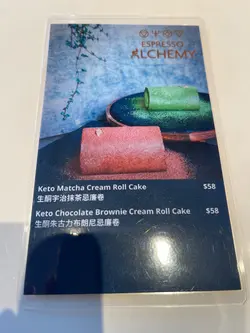 ESPRESSO
ALCHEMY
Keto Matcha Cream Roll Cake $58
生酮宇治抹茶忌廉卷
Keto Chocolate Brownie Cream Roll Cake $58
生酮朱古力布朗尼忌廉卷